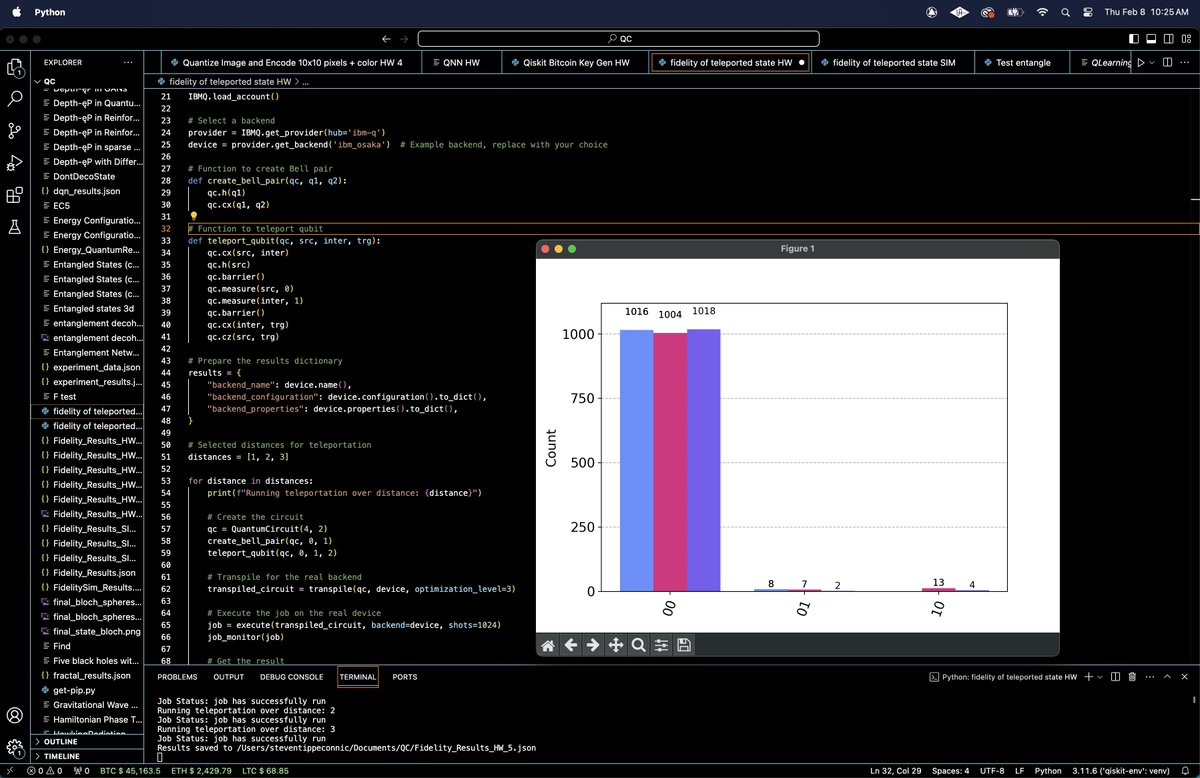 Python
Thu Feb 8 10:25 AM
QC
EXPLORER
QC
Depth-ęP in Quantu...
Depth-ęP in Reinfor...
Depth-ęP in Reinfor...
Depth-ęP in sparse ...
Depth-ęP with Differ...
DontDecoState
dqn_results.json
EC5
Energy Configuratio...
Energy Configuratio...
Energy_QuantumRe...
Entangled States (c...
Entangled States (c...
Entangled States (c...
Entangled states 3d
entanglement decoh...
entanglement decoh...
Entanglement Netw...
experiment_data.json
experiment_results.j...
F test
fidelity of teleported...
fidelity of teleported...
Fidelity_Results_HW...
Fidelity_Results_HW...
Fidelity_Results_HW...
Fidelity_Results_HW...
Fidelity_Results_HW...
Fidelity_Results_HW...
Fidelity_Results_SI...
Fidelity_Results_SI...
Fidelity_Results_SI...
Fidelity_Results.json
FidelitySim_Results....
final_bloch_spheres...
final_bloch_spheres...
final_state_bloch.png
Find
Five black holes wit...
fractal_results.json
get-pip.py
Gravitational Wave ...
Hamiltonian Phase T...
OUTLINE
TIMELINE
Quantize Image and Encode 10x10 pixels + color HW 4
QNN HW
Qiskit Bitcoin Key Gen HW
fidelity of teleported state HW
fidelity of teleported state SIM
Test entangle
QLearning
fidelity of teleported state HW > ...
21 IBMQ.load_account()
22
23 # Select a backend
24 provider = IBMQ.get_provider(hub='ibm-q')
25 device = provider.get_backend('ibm_osaka') # Example backend, replace with your choice
26
27 # Function to create Bell pair
28 def create_bell_pair(qc, q1, q2):
29 qc.h(q1)
30 qc.cx(q1, q2)
31
32 # Function to teleport qubit
33 def teleport_qubit(qc, src, inter, trg):
34 qc.cx(src, inter)
35 qc.h(src)
36 qc.barrier()
37 qc.measure(src, 0)
38 qc.measure(inter, 1)
39 qc.barrier()
40 qc.cx(inter, trg)
41 qc.cz(src, trg)
42
43 # Prepare the results dictionary
44 results = {
45 "backend_name": device.name(),
46 "backend_configuration": device.configuration().to_dict(),
47 "backend_properties": device.properties().to_dict(),
48 }
49
50 # Selected distances for teleportation
51 distances = [1, 2, 3]
52
53 for distance in distances:
54 print(f"Running teleportation over distance: {distance}")
55
56 # Create the circuit
57 qc = QuantumCircuit(4, 2)
58 create_bell_pair(qc, 0, 1)
59 teleport_qubit(qc, 0, 1, 2)
60
61 # Transpile for the real backend
62 transpiled_circuit = transpile(qc, device, optimization_level=3)
63
64 # Execute the job on the real device
65 job = execute(transpiled_circuit, backend=device, shots=1024)
66 job_monitor(job)
67
68 # Get the result
Figure 1
1016 1004 1018
1000
750
500
250
0
Count
8 7 2
13 4
00
01
10
PROBLEMS OUTPUT DEBUG CONSOLE TERMINAL PORTS
Python: fidelity of teleported state HW
Job Status: job has successfully run
Running teleportation over distance: 2
Job Status: job has successfully run
Running teleportation over distance: 3
Job Status: job has successfully run
Results saved to /Users/steventippeconnic/Documents/QC/Fidelity_Results_HW_5.json
0 0 0 BTC $ 45,163.5 ETH $ 2,429.79 LTC $ 68.85
Ln 32, Col 29 Spaces: 4 UTF-8 LF Python 3.11.6 ('qiskit-env': venv)